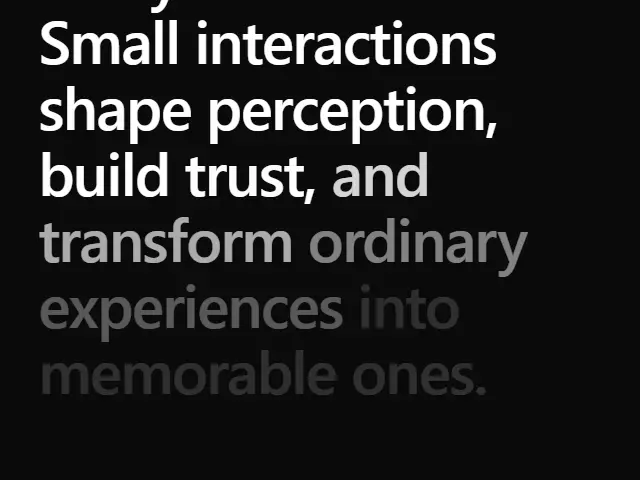 Small interactions
shape perception,
build trust, and
transform ordinary
experiences into
memorable ones.